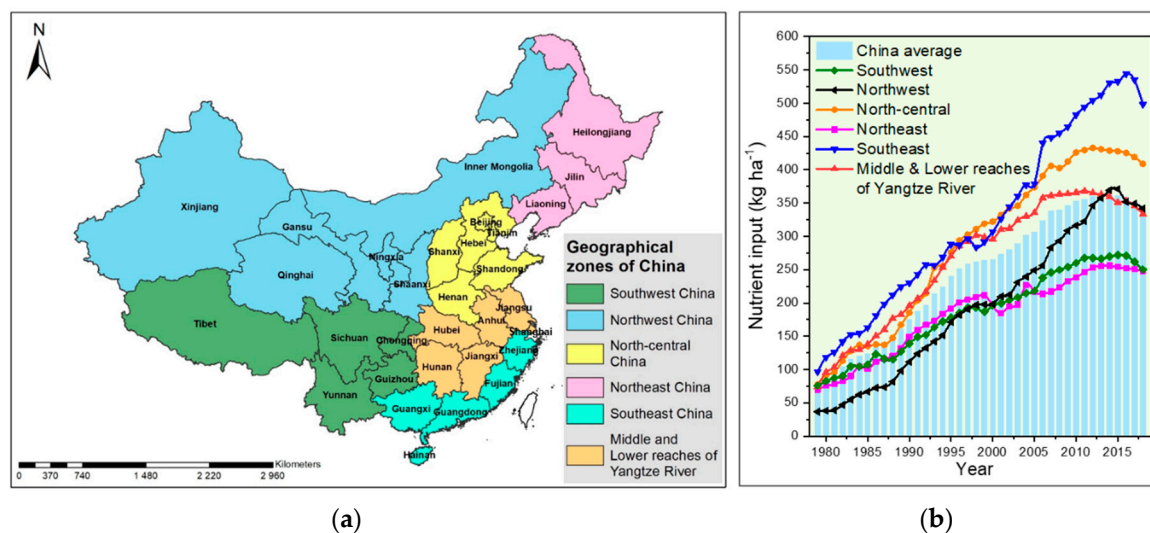 N
Heilongjiang
Inner Mongolia
Jilin
Xinjiang
Liaoning
Gansu
Beijing
Tianjin
Hebei
Ningxia
Shanxi
Qinghai
Shandong
Shaanxi
Henan
Jiangsu
Tibet
Anhui
Hubei
Shanghai
Sichuan
Chongqing
Zhejiang
Jiangxi
Hunan
Guizhou
Fujian
Yunnan
Guangxi
Guangdong
Hainan
Kilometers
0 370 740 1 480 2 220 2 960
Geographical
zones of China
Southwest China
Northwest China
North-central
China
Northeast China
Southeast China
Middle and
Lower reaches of
Yangtze River
(a)
Nutrient input (kg ha⁻¹)
600
550
500
450
400
350
300
250
200
150
100
50
0
China average
Southwest
Northwest
North-central
Northeast
Southeast
Middle & Lower reaches
of Yangtze River
1980 1985 1990 1995 2000 2005 2010 2015
Year
(b)